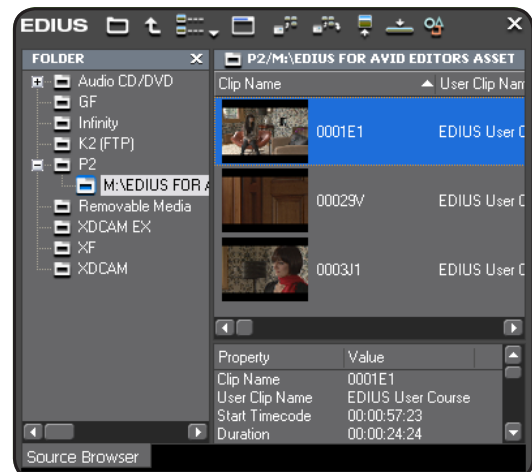 EDIUS
FOLDER
Audio CD/DVD
GF
Infinity
K2 (FTP)
P2
M:\EDIUS FOR A
Removable Media
XDCAM EX
XF
XDCAM
P2/M:\EDIUS FOR AVID EDITORS ASSET
Clip Name User Clip Nam
0001E1 EDIUS User C
00029V EDIUS User C
0003J1 EDIUS User C
Property Value
Clip Name 0001E1
User Clip Name EDIUS User Course
Start Timecode 00:00:57:23
Duration 00:00:24:24
Source Browser